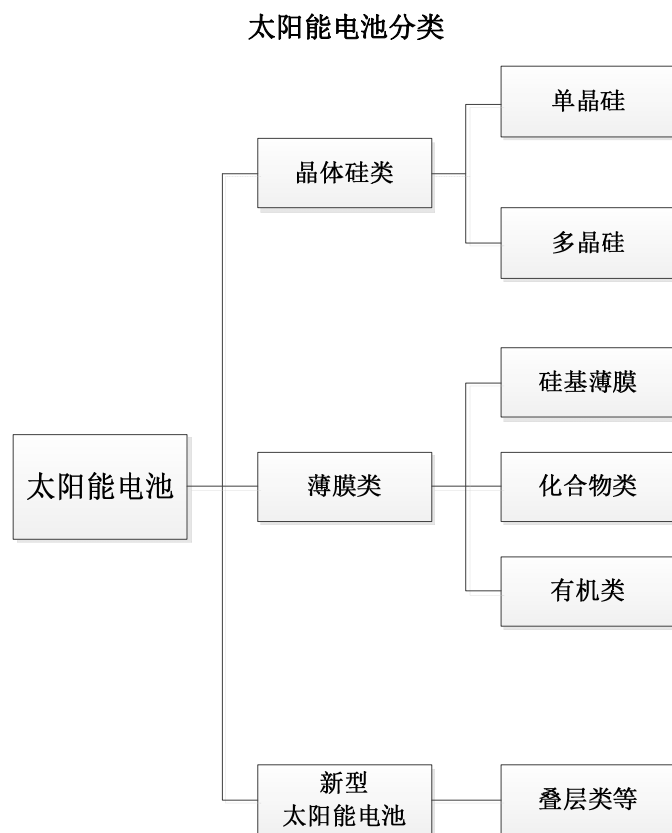 太阳能电池分类
单晶硅
晶体硅类
多晶硅
硅基薄膜
太阳能电池
薄膜类
化合物类
有机类
新型
太阳能电池
叠层类等